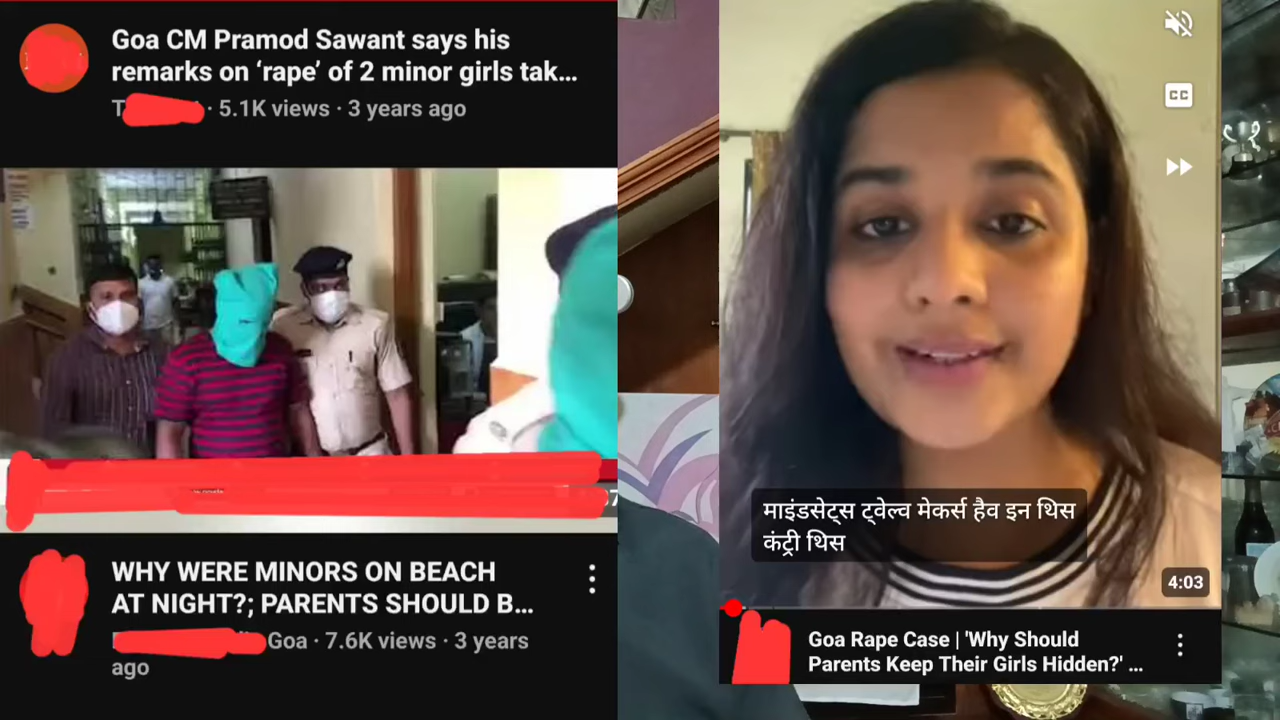 Goa CM Pramod Sawant says his
remarks on ‘rape’ of 2 minor girls tak...
T · 5.1K views · 3 years ago
WHY WERE MINORS ON BEACH
AT NIGHT?; PARENTS SHOULD B...
Goa · 7.6K views · 3 years
ago
CC
माइंडसेट्स ट्वेल्व मेकर्स हैव इन थिस
कंट्री थिस
4:03
Goa Rape Case | 'Why Should
Parents Keep Their Girls Hidden?' ...